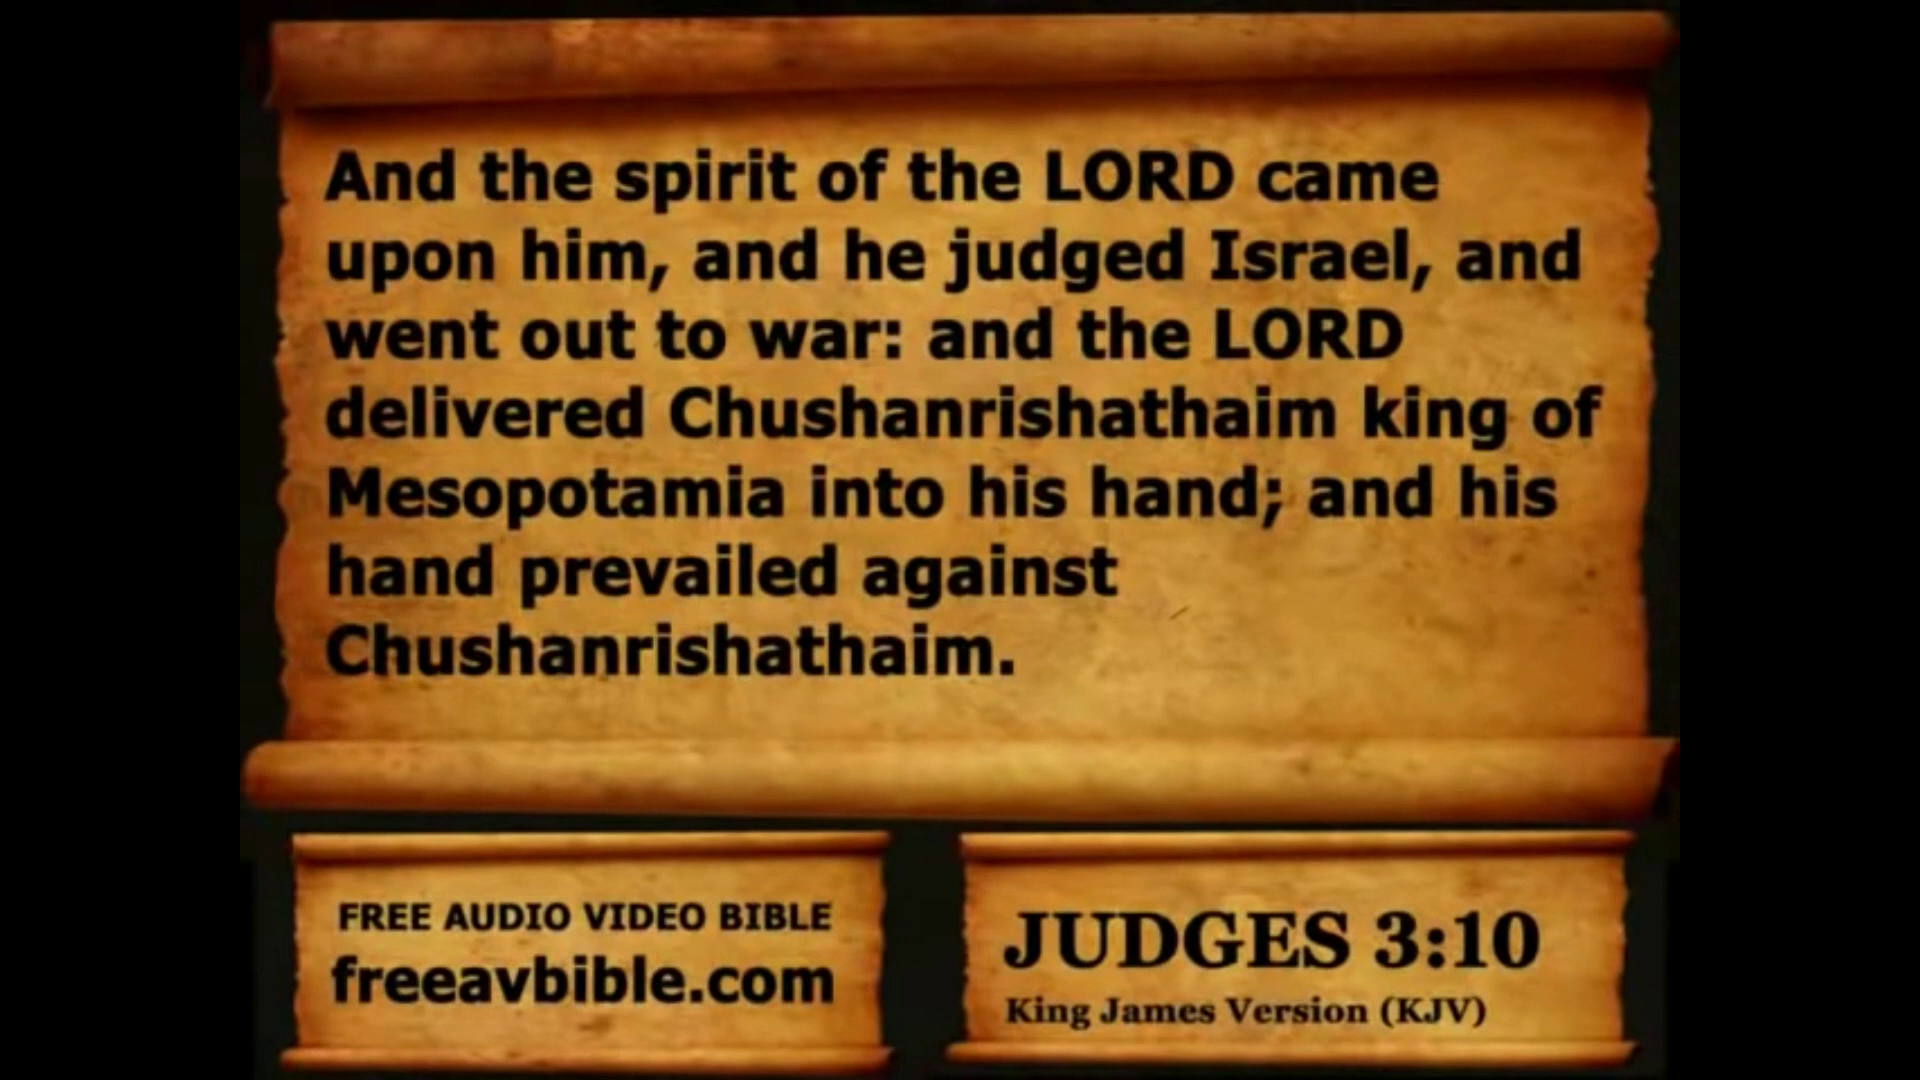 And the spirit of the LORD came
upon him, and he judged Israel, and
went out to war: and the LORD
delivered Chushanrishathaim king of
Mesopotamia into his hand; and his
hand prevailed against
Chushanrishathaim.
FREE AUDIO VIDEO BIBLE
freeavbible.com
JUDGES 3:10
King James Version (KJV)